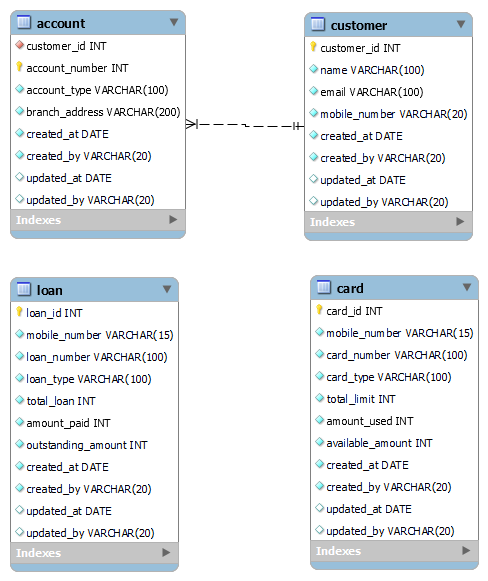 account
customer_id INT
account_number INT
account_type VARCHAR(100)
branch_address VARCHAR(200)
created_at DATE
created_by VARCHAR(20)
updated_at DATE
updated_by VARCHAR(20)
Indexes
customer
customer_id INT
name VARCHAR(100)
email VARCHAR(100)
mobile_number VARCHAR(20)
created_at DATE
created_by VARCHAR(20)
updated_at DATE
updated_by VARCHAR(20)
Indexes
loan
loan_id INT
mobile_number VARCHAR(15)
loan_number VARCHAR(100)
loan_type VARCHAR(100)
total_loan INT
amount_paid INT
outstanding_amount INT
created_at DATE
created_by VARCHAR(20)
updated_at DATE
updated_by VARCHAR(20)
Indexes
card
card_id INT
mobile_number VARCHAR(15)
card_number VARCHAR(100)
card_type VARCHAR(100)
total_limit INT
amount_used INT
available_amount INT
created_at DATE
created_by VARCHAR(20)
updated_at DATE
updated_by VARCHAR(20)
Indexes